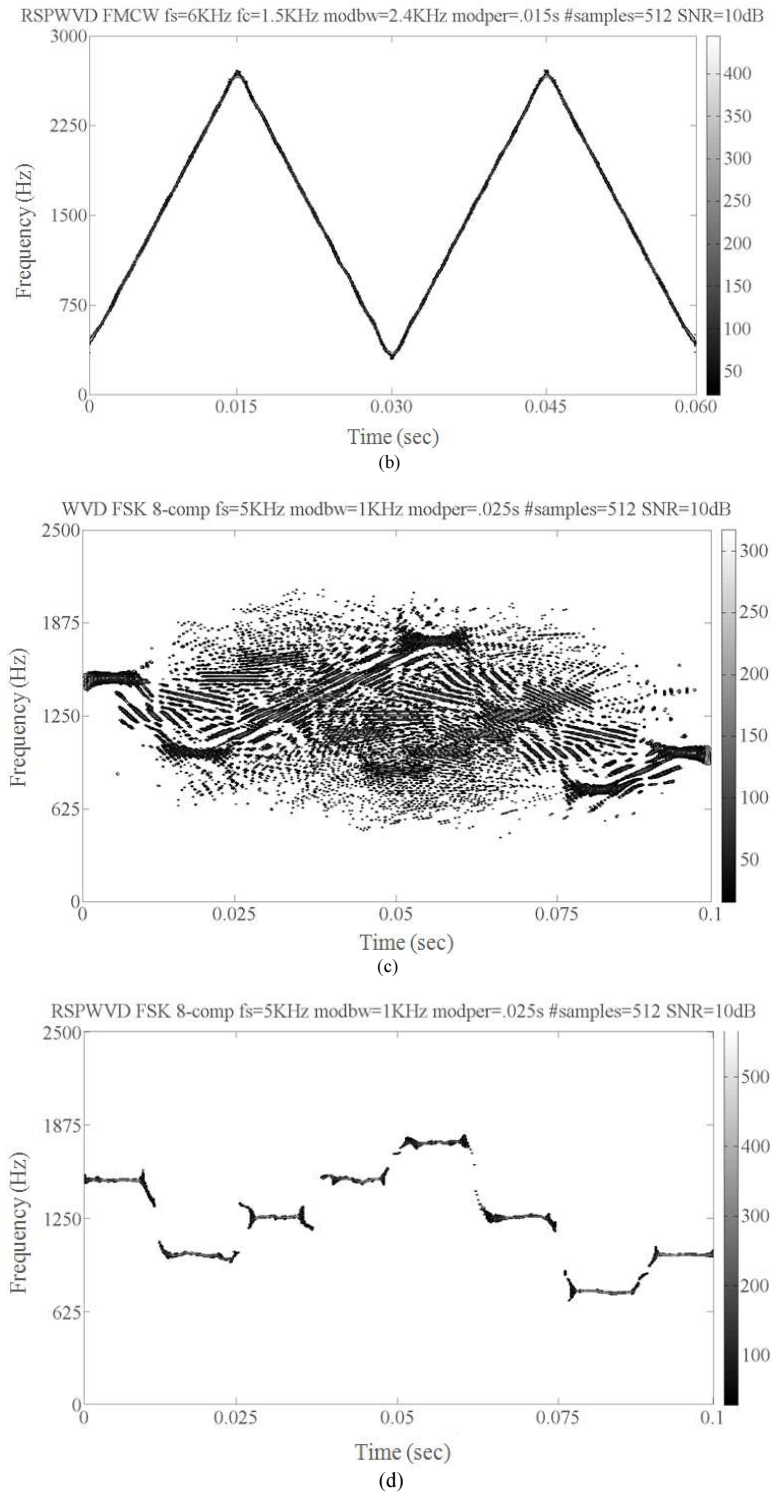 RSPWVD FMCW fs=6KHz fc=1.5KHz modbw=2.4KHz modper=.015s #samples=512 SNR=10dB
3000
2250
1500
750
0
Frequency (Hz)
0 0.015 0.030 0.045 0.060
Time (sec)
400
350
300
250
200
150
100
50
(b)
WVD FSK 8-comp fs=5KHz modbw=1KHz modper=.025s #samples=512 SNR=10dB
2500
1875
1250
625
0
Frequency (Hz)
0 0.025 0.05 0.075 0.1
Time (sec)
300
250
200
150
100
50
(c)
RSPWVD FSK 8-comp fs=5KHz modbw=1KHz modper=.025s #samples=512 SNR=10dB
2500
1875
1250
625
0
Frequency (Hz)
0 0.025 0.05 0.075 0.1
Time (sec)
500
400
300
200
100
(d)